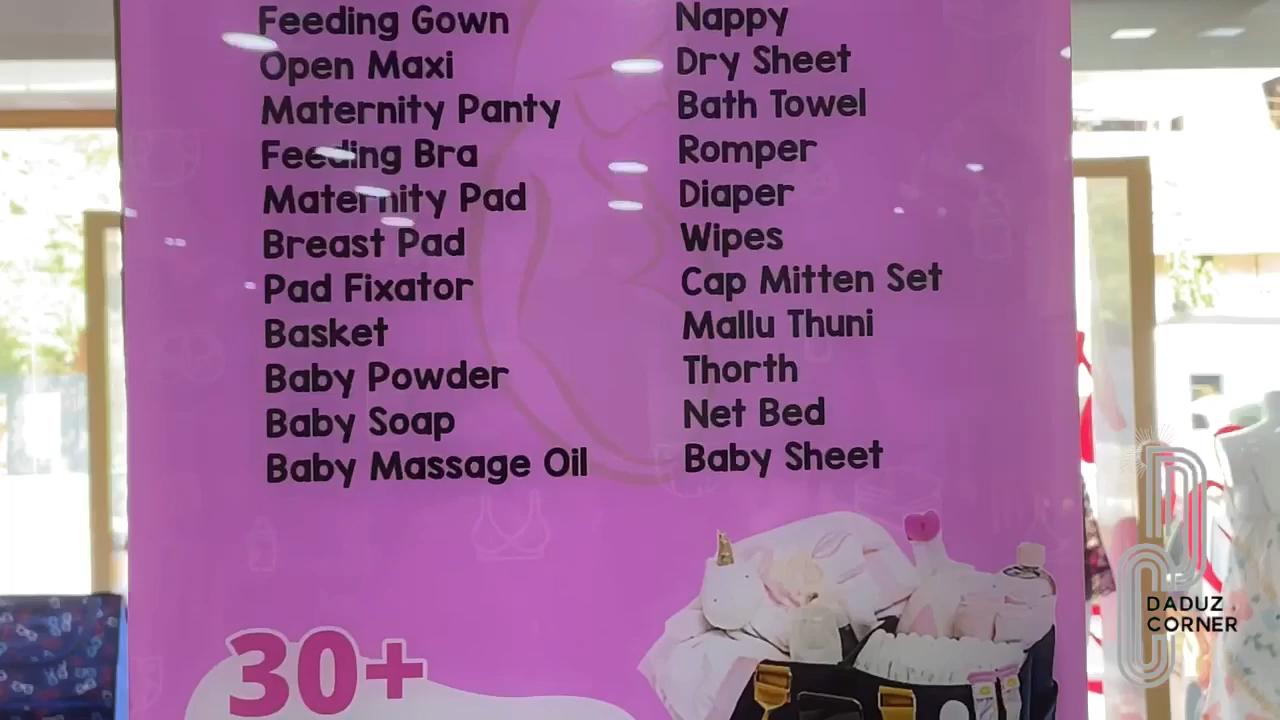 Feeding Gown
Open Maxi
Maternity Panty
Feeding Bra
Maternity Pad
Breast Pad
Pad Fixator
Basket
Baby Powder
Baby Soap
Baby Massage Oil
Nappy
Dry Sheet
Bath Towel
Romper
Diaper
Wipes
Cap Mitten Set
Mallu Thuni
Thorth
Net Bed
Baby Sheet
30+
DADUZ
CORNER